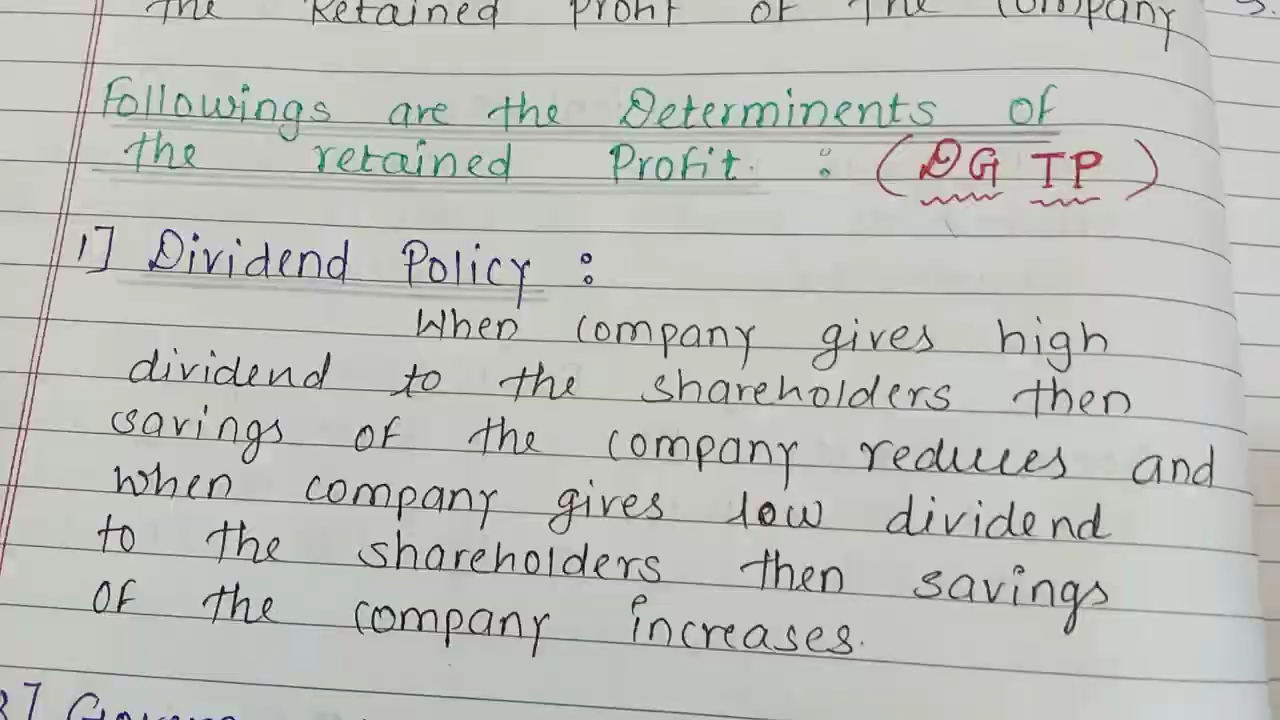 the Retained Profit of the Company
Followings are the Determinents of
the retained Profit : (DG TP)
1] Dividend Policy :
When company gives high
dividend to the shareholders then
savings of the company reduces and
when company gives low dividend
to the shareholders then savings
of the company increases.